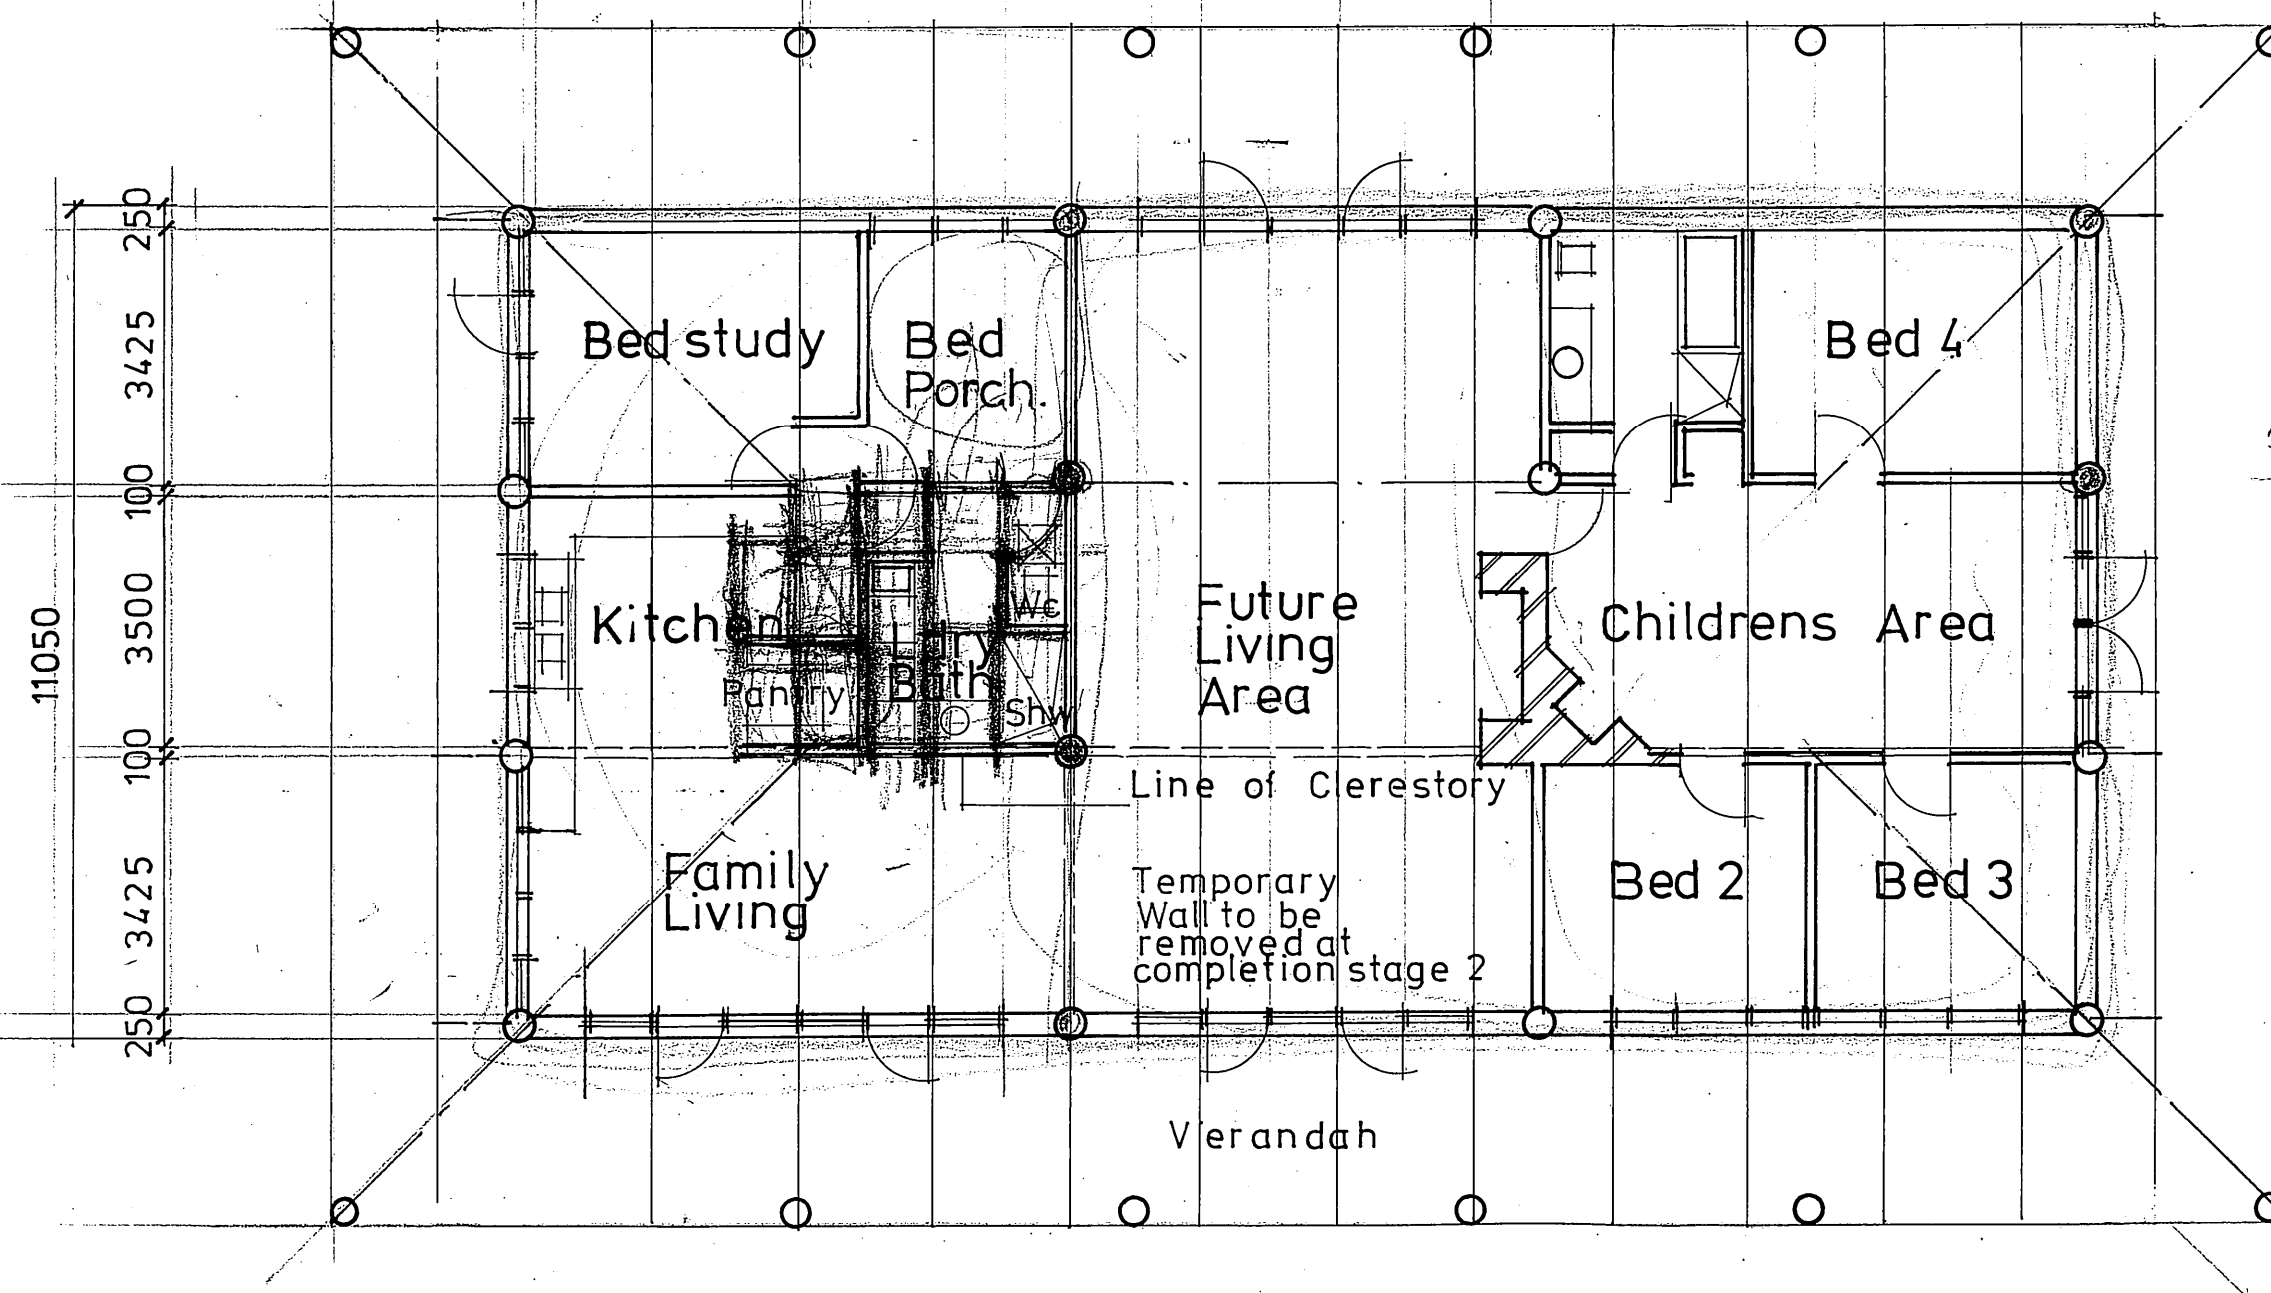 250
3425
100
3500
100
3425
250
11050
Bed study
Bed
Porch.
Bed 4
Kitchen
Pantry
Ldry
Bath
Wc
Shw
Future
Living
Area
Childrens Area
Line of Clerestory
Family
Living
Temporary
Wall to be
removed at
completion stage 2
Bed 2
Bed 3
Verandah